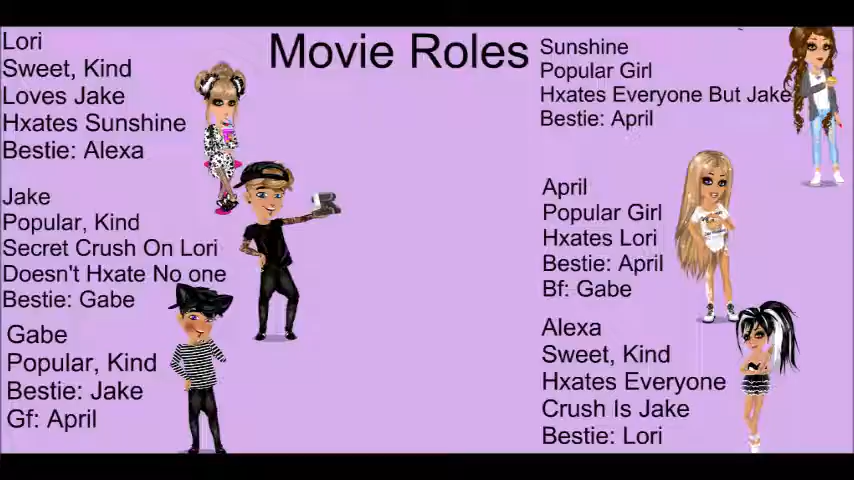 Movie Roles
Lori
Sweet, Kind
Loves Jake
Hxates Sunshine
Bestie: Alexa
Jake
Popular, Kind
Secret Crush On Lori
Doesn't Hxate No one
Bestie: Gabe
Gabe
Popular, Kind
Bestie: Jake
Gf: April
Sunshine
Popular Girl
Hxates Everyone But Jake
Bestie: April
April
Popular Girl
Hxates Lori
Bestie: April
Bf: Gabe
Alexa
Sweet, Kind
Hxates Everyone
Crush Is Jake
Bestie: Lori